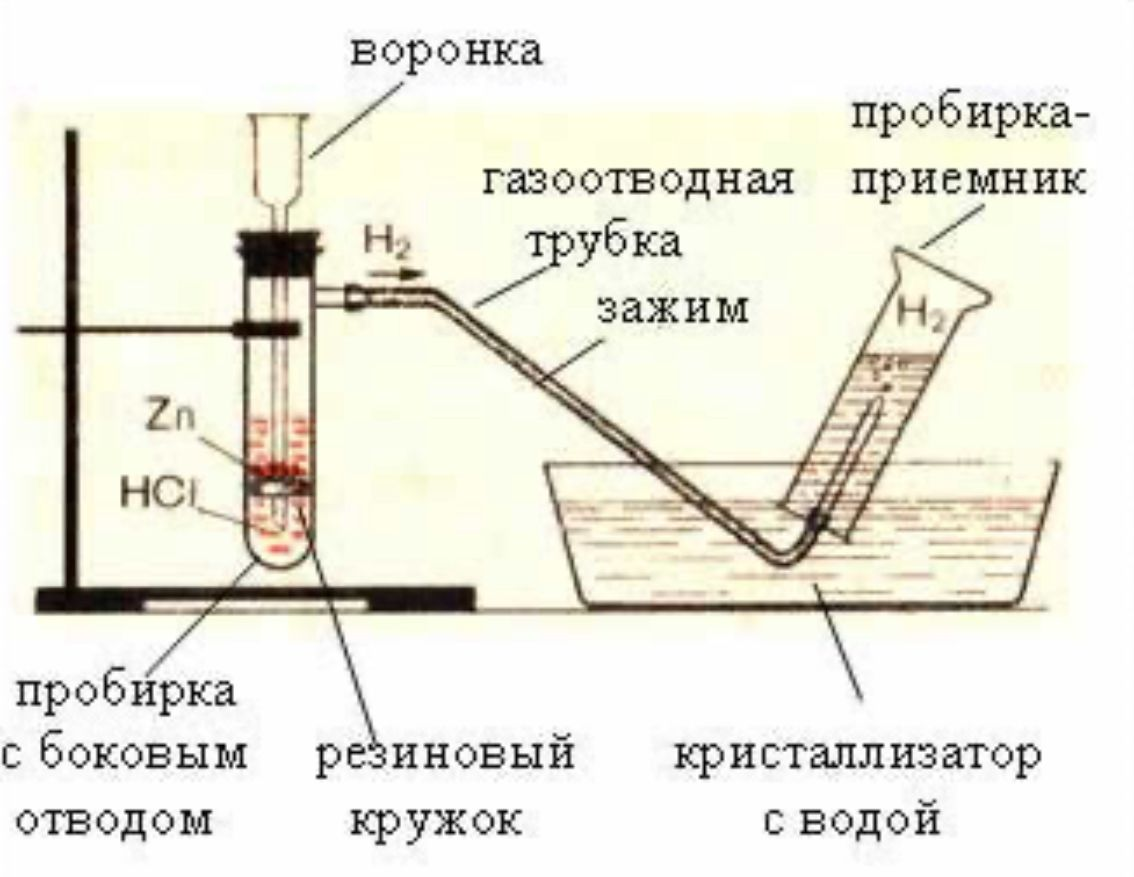 воронка
пробирка-
приемник
газоотводная
трубка
H₂
зажим
H₂
Zn
HCl
пробирка
с боковым
отводом
резиновый
кружок
кристаллизатор
с водой